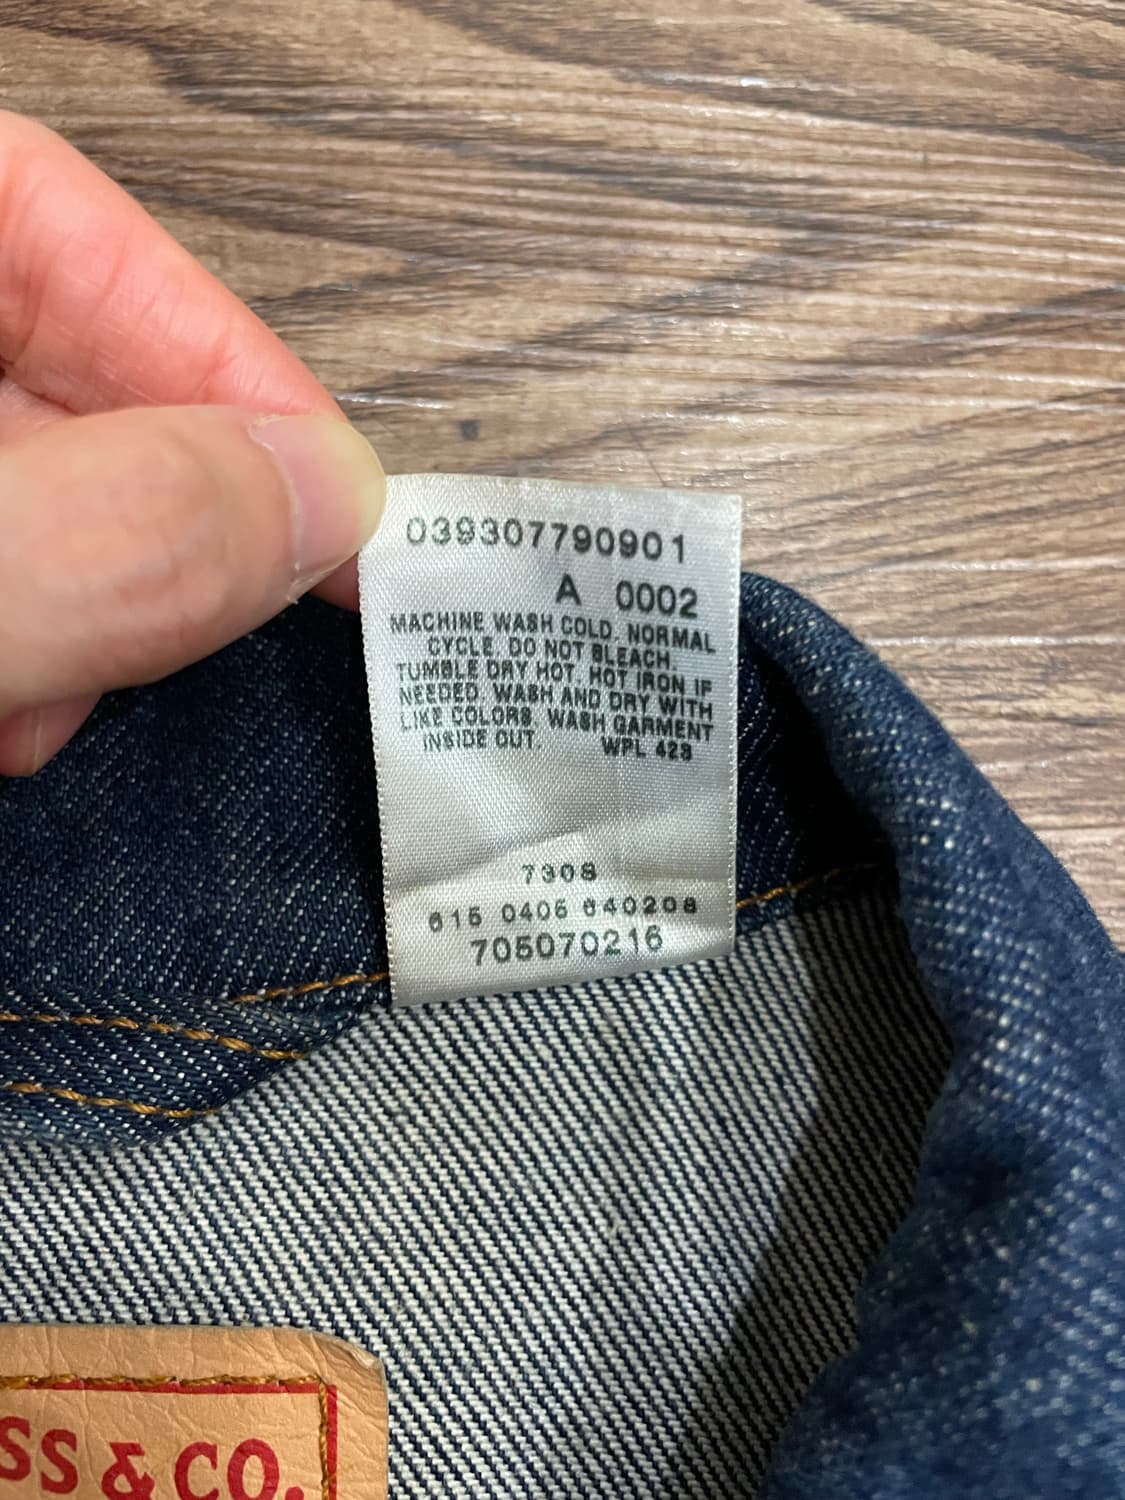 039307790901
A 0002
MACHINE WASH COLD. NORMAL
CYCLE. DO NOT BLEACH.
TUMBLE DRY HOT. HOT IRON IF
NEEDED. WASH AND DRY WITH
LIKE COLORS. WASH GARMENT
INSIDE OUT. WPL 423
7308
615 0405 640208
705070216
SS & CO.